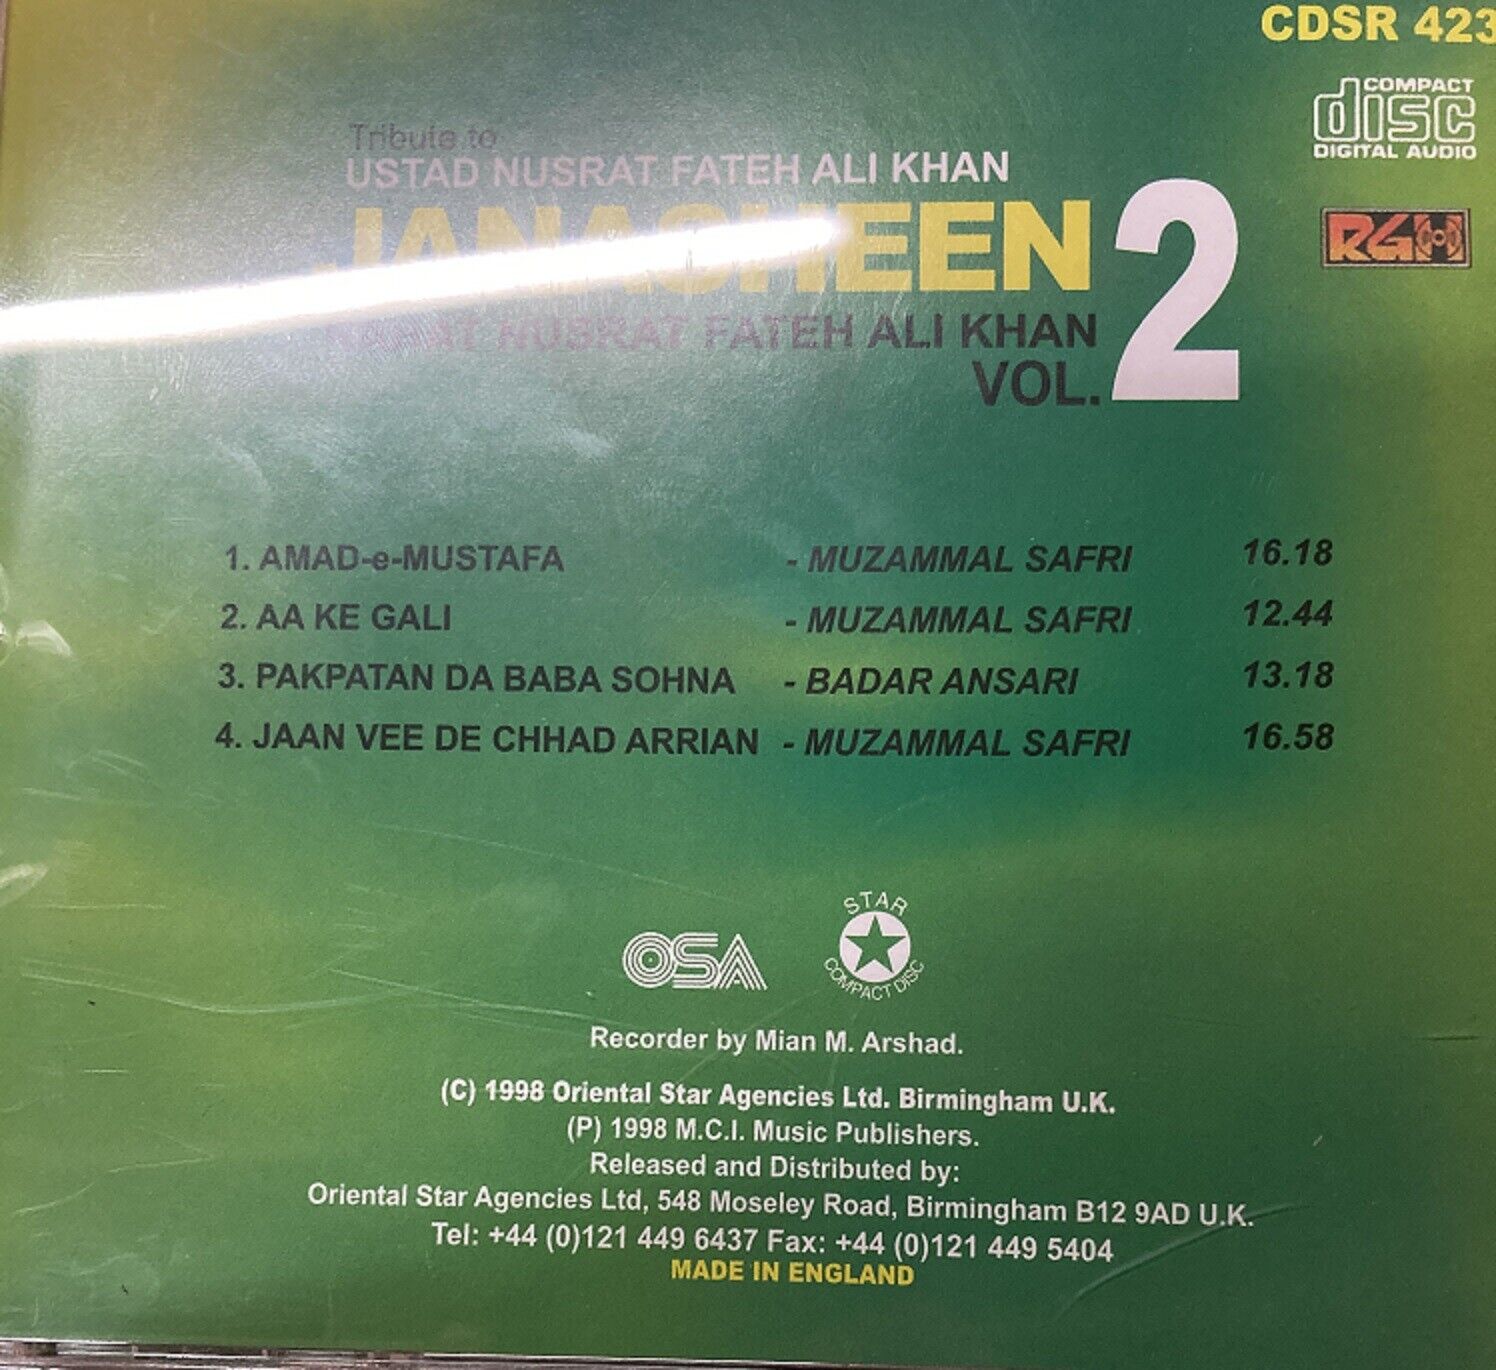 CDSR 423
COMPACT
disc
DIGITAL AUDIO
RGH
Tribute to
USTAD NUSRAT FATEH ALI KHAN
JANASHEEN 2
RAHAT NUSRAT FATEH ALI KHAN
VOL.
1. AMAD-e-MUSTAFA - MUZAMMAL SAFRI 16.18
2. AA KE GALI - MUZAMMAL SAFRI 12.44
3. PAKPATAN DA BABA SOHNA - BADAR ANSARI 13.18
4. JAAN VEE DE CHHAD ARRIAN - MUZAMMAL SAFRI 16.58
OSA
STAR
COMPACT DISC
Recorder by Mian M. Arshad.
(C) 1998 Oriental Star Agencies Ltd. Birmingham U.K.
(P) 1998 M.C.I. Music Publishers.
Released and Distributed by:
Oriental Star Agencies Ltd, 548 Moseley Road, Birmingham B12 9AD U.K.
Tel: +44 (0)121 449 6437 Fax: +44 (0)121 449 5404
MADE IN ENGLAND